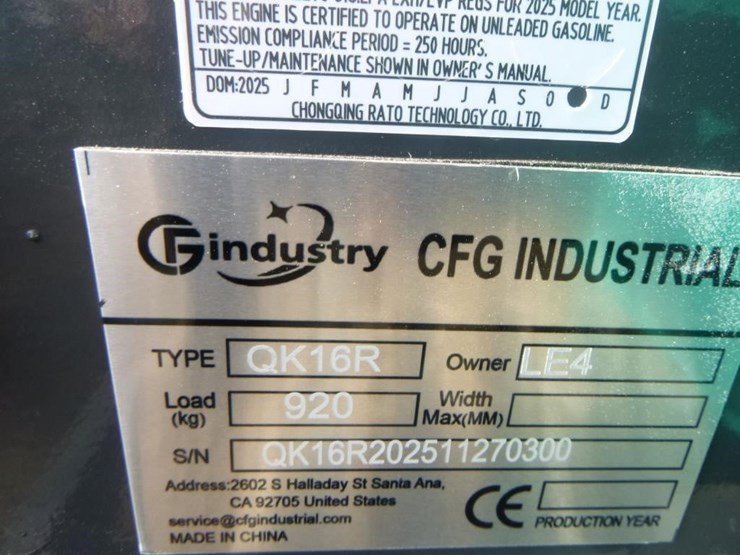 THIS ENGINE IS CERTIFIED TO OPERATE ON UNLEADED GASOLINE.
EMISSION COMPLIANCE PERIOD = 250 HOURS.
TUNE-UP/MAINTENANCE SHOWN IN OWNER'S MANUAL.
DOM:2025 J F M A M J J A S O D
CHONGQING RATO TECHNOLOGY CO., LTD.
CFG industry CFG INDUSTRIAL
TYPE QK16R Owner LE4
Load (kg) 920 Width Max(MM)
S/N QK16R202511270300
Address:2602 S Halladay St Santa Ana,
CA 92705 United States
service@cfgindustrial.com
MADE IN CHINA
CE PRODUCTION YEAR